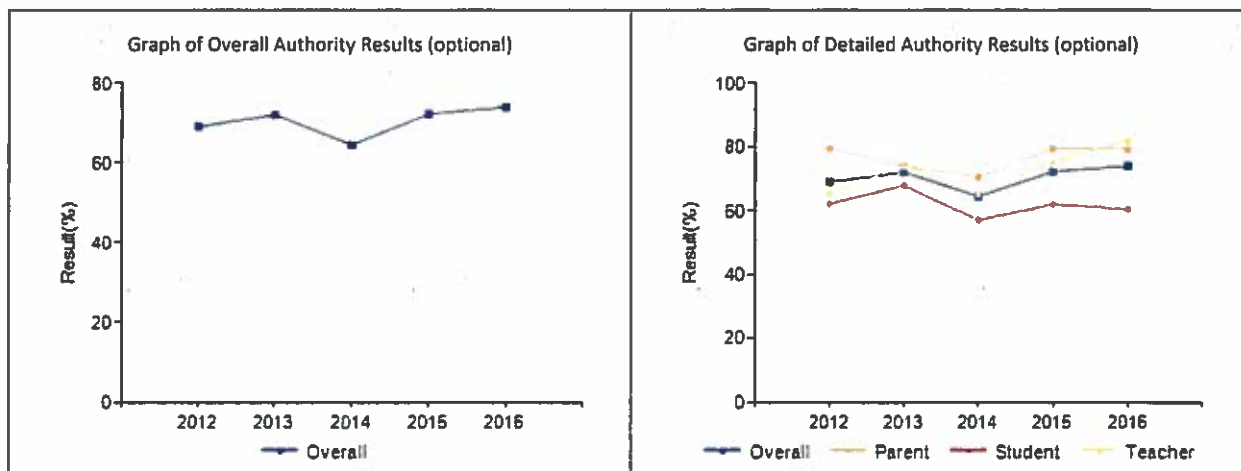 Graph of Overall Authority Results (optional)
80
60
40
20
0
Result(%)
2012 2013 2014 2015 2016
Overall
Graph of Detailed Authority Results (optional)
100
80
60
40
20
0
Result(%)
2012 2013 2014 2015 2016
Overall Parent Student Teacher